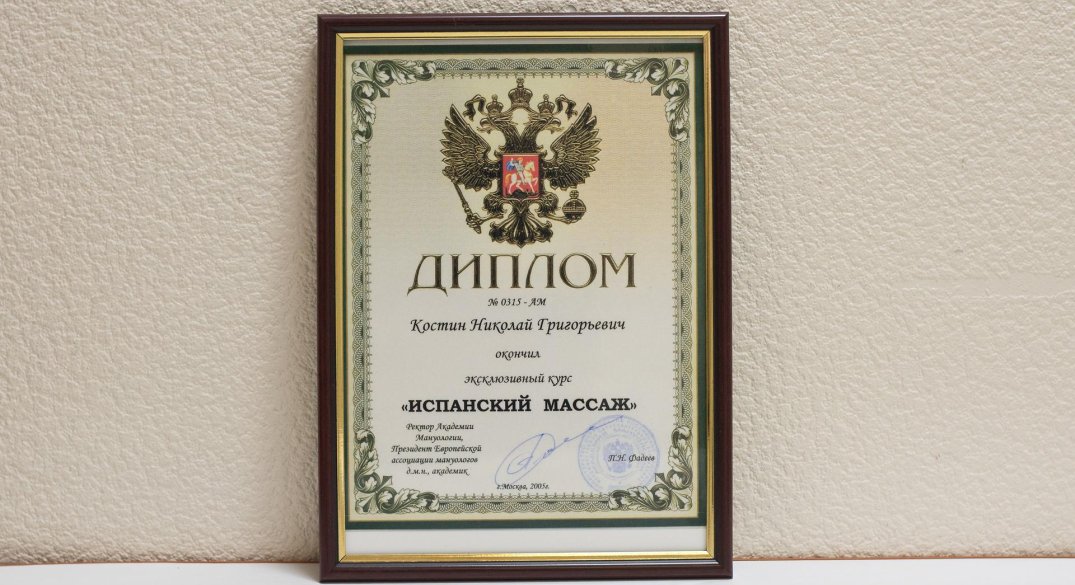 ДИПЛОМ
№ 0315 - АМ
Костин Николай Григорьевич
окончил
эксклюзивный курс
«ИСПАНСКИЙ МАССАЖ»
Ректор Академии
Мануологии,
Президент Европейской
ассоциации мануологов
д.м.н., академик
П.Н. Фадеев
г.Москва, 2005г.